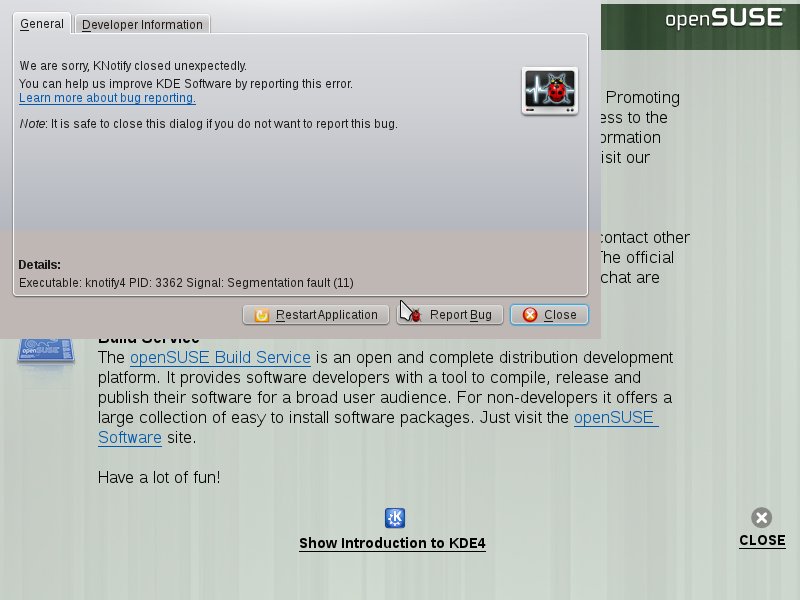 General
Developer Information
We are sorry, KNotify closed unexpectedly.
You can help us improve KDE Software by reporting this error.
Learn more about bug reporting.
Note: It is safe to close this dialog if you do not want to report this bug.
Details:
Executable: knotify4 PID: 3362 Signal: Segmentation fault (11)
Restart Application
Report Bug
Close
openSUSE
Promoting
ess to the
ormation
isit our
contact other
The official
chat are
Build Service
openSUSE
The openSUSE Build Service is an open and complete distribution development
platform. It provides software developers with a tool to compile, release and
publish their software for a broad user audience. For non-developers it offers a
large collection of easy to install software packages. Just visit the openSUSE
Software site.
Have a lot of fun!
Show Introduction to KDE4
CLOSE